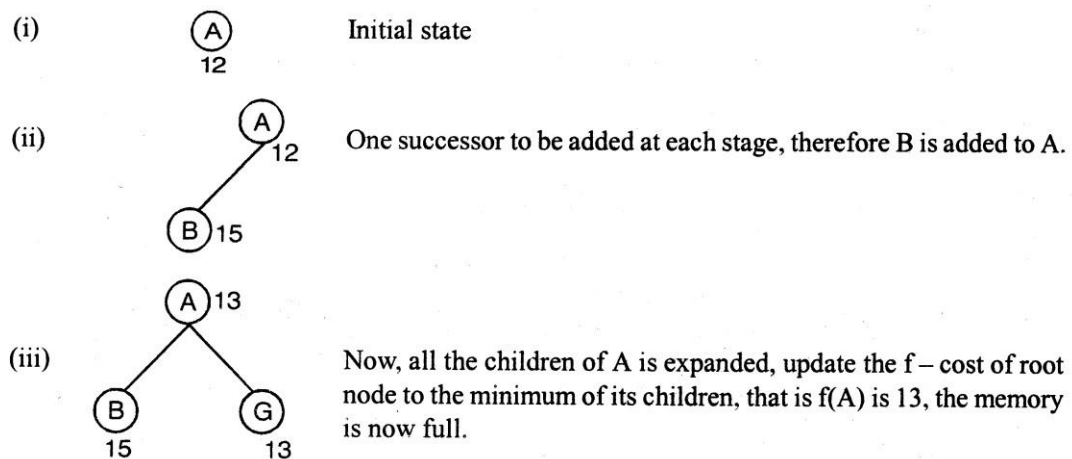 (i)
A
12
Initial state
(ii)
A
12
B 15
One successor to be added at each stage, therefore B is added to A.
A 13
(iii)
B
15
G
13
Now, all the children of A is expanded, update the f – cost of root
node to the minimum of its children, that is f(A) is 13, the memory
is now full.